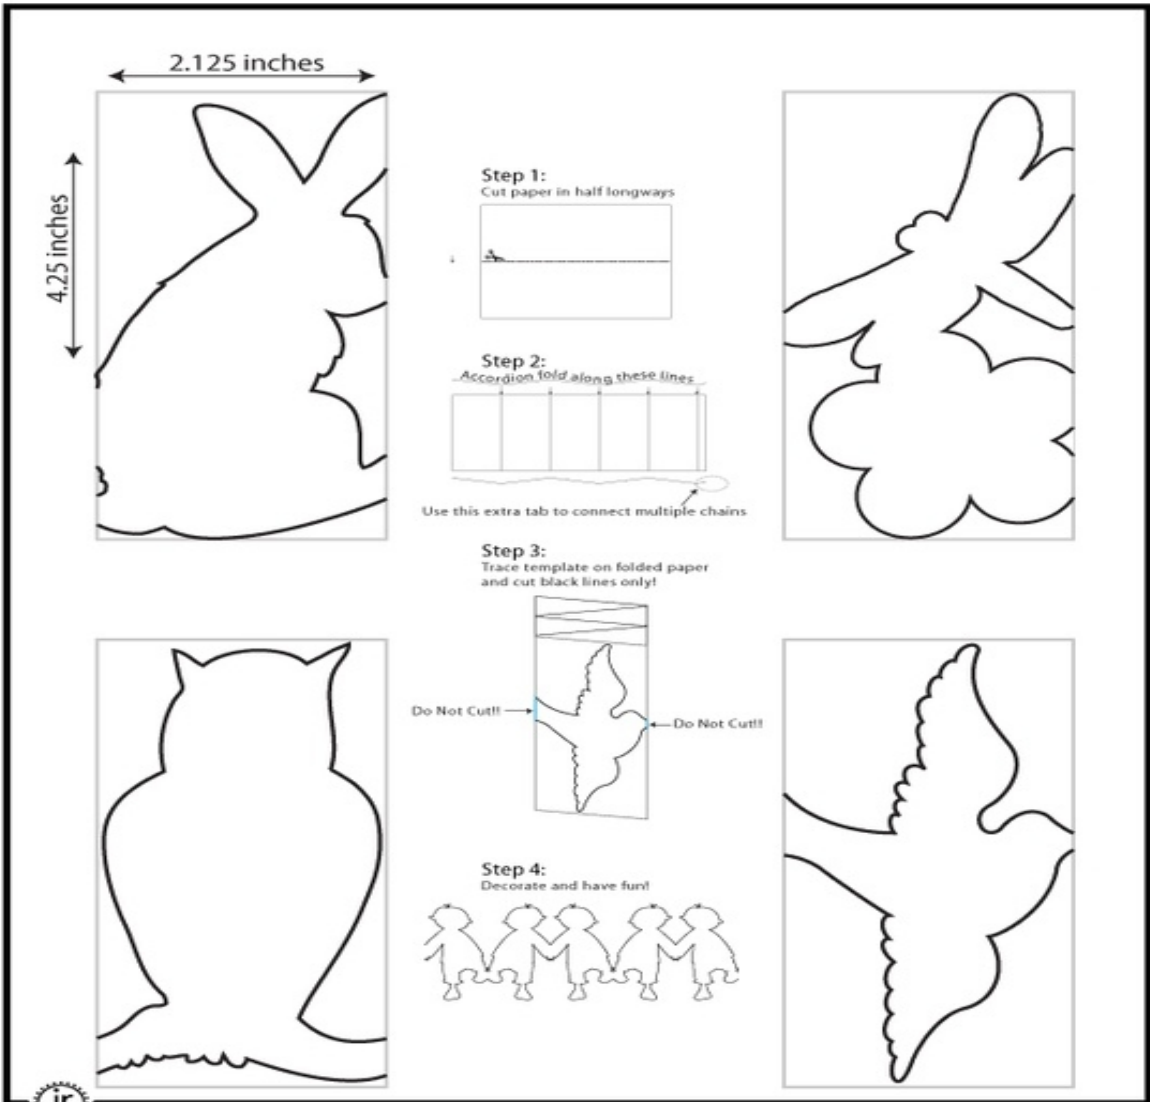 2.125 inches
4.25 inches
Step 1:
Cut paper in half longways
Step 2:
Accordion fold along these lines
Use this extra tab to connect multiple chains
Step 3:
Trace template on folded paper
and cut black lines only!
Do Not Cut!!
Do Not Cut!!
Step 4:
Decorate and have fun!
jr